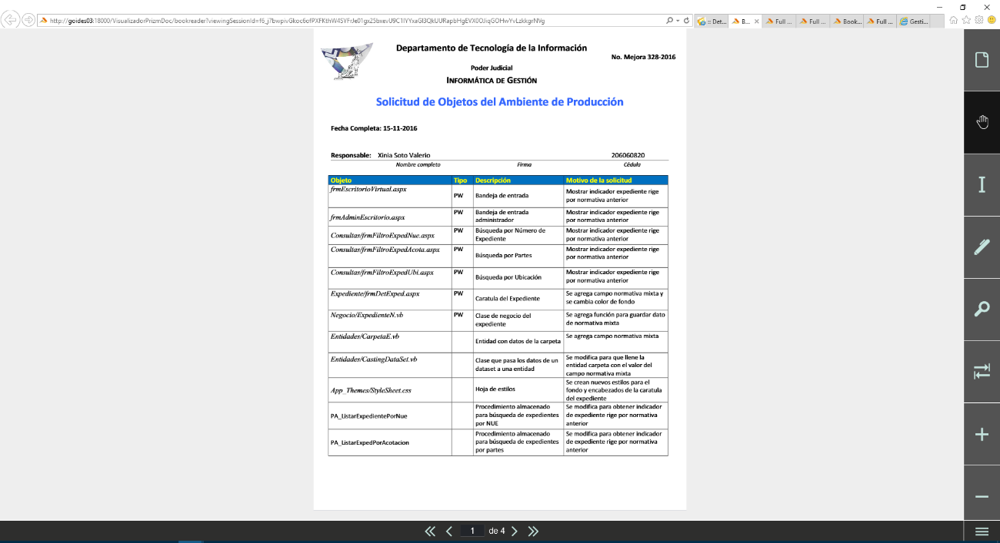 http://goides03:18000/VisualizadorPrizmDoc/bookreader?viewingSessionId=
:: Det...
B...
Full ...
Full ...
Book...
Full ...
Gesti...
Departamento de Tecnología de la Información
No. Mejora 328-2016
Poder Judicial
INFORMÁTICA DE GESTIÓN
Solicitud de Objetos del Ambiente de Producción
Fecha Completa: 15-11-2016
Responsable: Xinia Soto Valerio 206060820
Nombre completo Firma Cédula
Objeto Tipo Descripción Motivo de la solicitud
frmEscritorioVirtual.aspx PW Bandeja de entrada Mostrar indicador expediente rige
por normativa anterior
frmAdminEscritorio.aspx PW Bandeja de entrada
administrador
Mostrar indicador expediente rige
por normativa anterior
Consultas/frmFiltroExpedNue.aspx PW Búsqueda por Número de
Expediente
Mostrar indicador expediente rige
por normativa anterior
Consultas/frmFiltroExpedAcota.aspx PW Búsqueda por Partes Mostrar indicador expediente rige
por normativa anterior
Consultas/frmFiltroExpedUbi.aspx PW Búsqueda por Ubicación Mostrar indicador expediente rige
por normativa anterior
Expediente/frmDetExped.aspx PW Caratula del Expediente Se agrega campo normativa mixta y
se cambia color de fondo
Negocio/ExpedienteN.vb PW Clase de negocio del
expediente
Se agrega función para guardar dato
de normativa mixta
Entidades/CarpetaE.vb Entidad con datos de la carpeta Se agrega campo normativa mixta
Entidades/CastingDataSet.vb Clase que pasa los datos de un
dataset a una entidad
Se modifica para que llene la
entidad carpeta con el valor del
campo normativa mixta
App_Themes/StyleSheet.css Hoja de estilos Se crean nuevos estilos para el
fondo y encabezados de la caratula
del expediente
PA_ListarExpedientePorNue Procedimiento almacenado
para búsqueda de expedientes
por NUE
Se modifica para obtener indicador
de expediente rige por normativa
anterior
PA_ListarExpedPorAcotacion Procedimiento almacenado
para búsqueda de expedientes
por partes
Se modifica para obtener indicador
de expediente rige por normativa
anterior
1 de 4